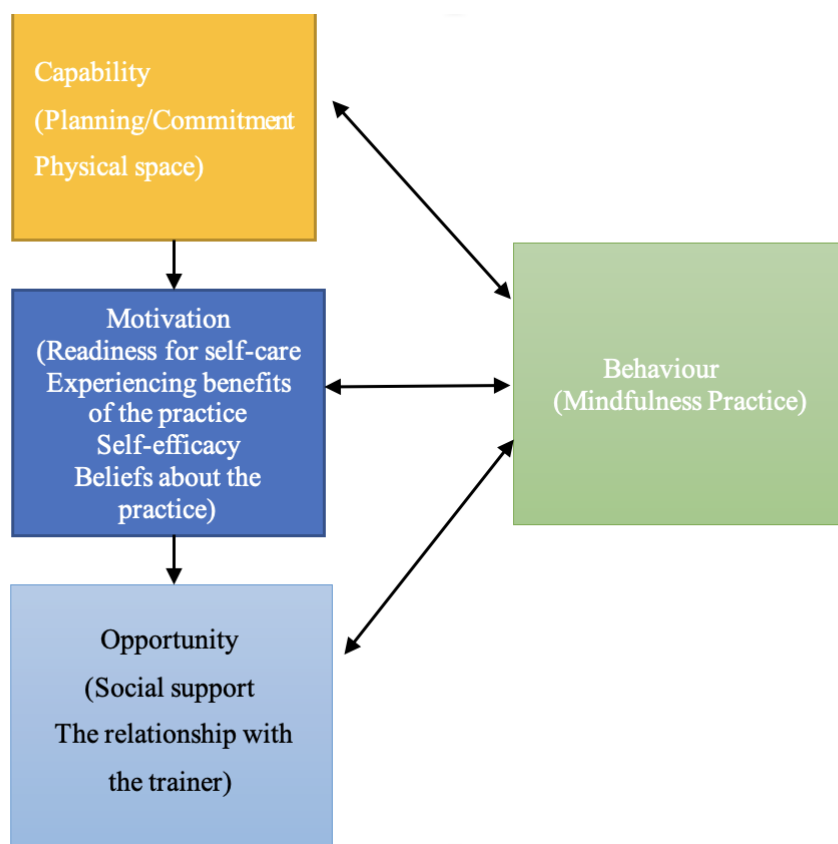 Capability
(Planning/Commitment
Physical space)
Motivation
(Readiness for self-care
Experiencing benefits
of the practice
Self-efficacy
Beliefs about the
practice)
Behaviour
(Mindfulness Practice)
Opportunity
(Social support
The relationship with
the trainer)